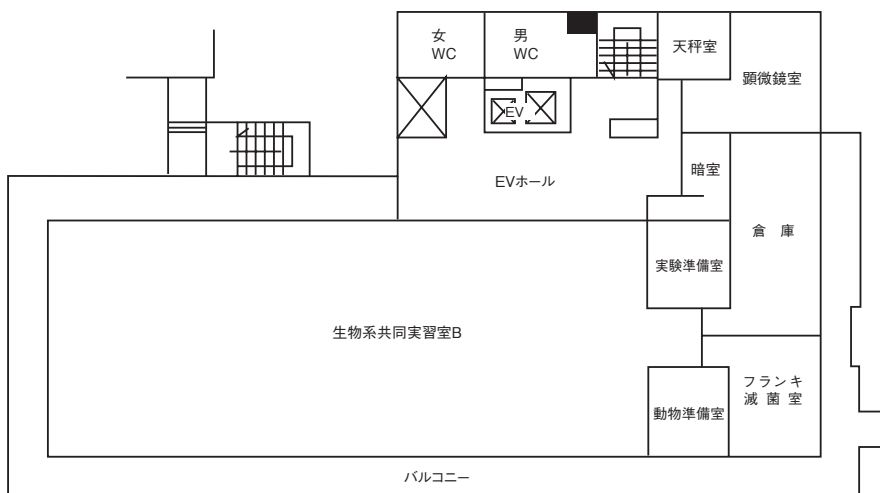 女
WC
男
WC
天秤室
顕微鏡室
EV
暗室
EVホール
倉　庫
実験準備室
生物系共同実習室B
フランキ
滅 菌 室
動物準備室
バルコニー